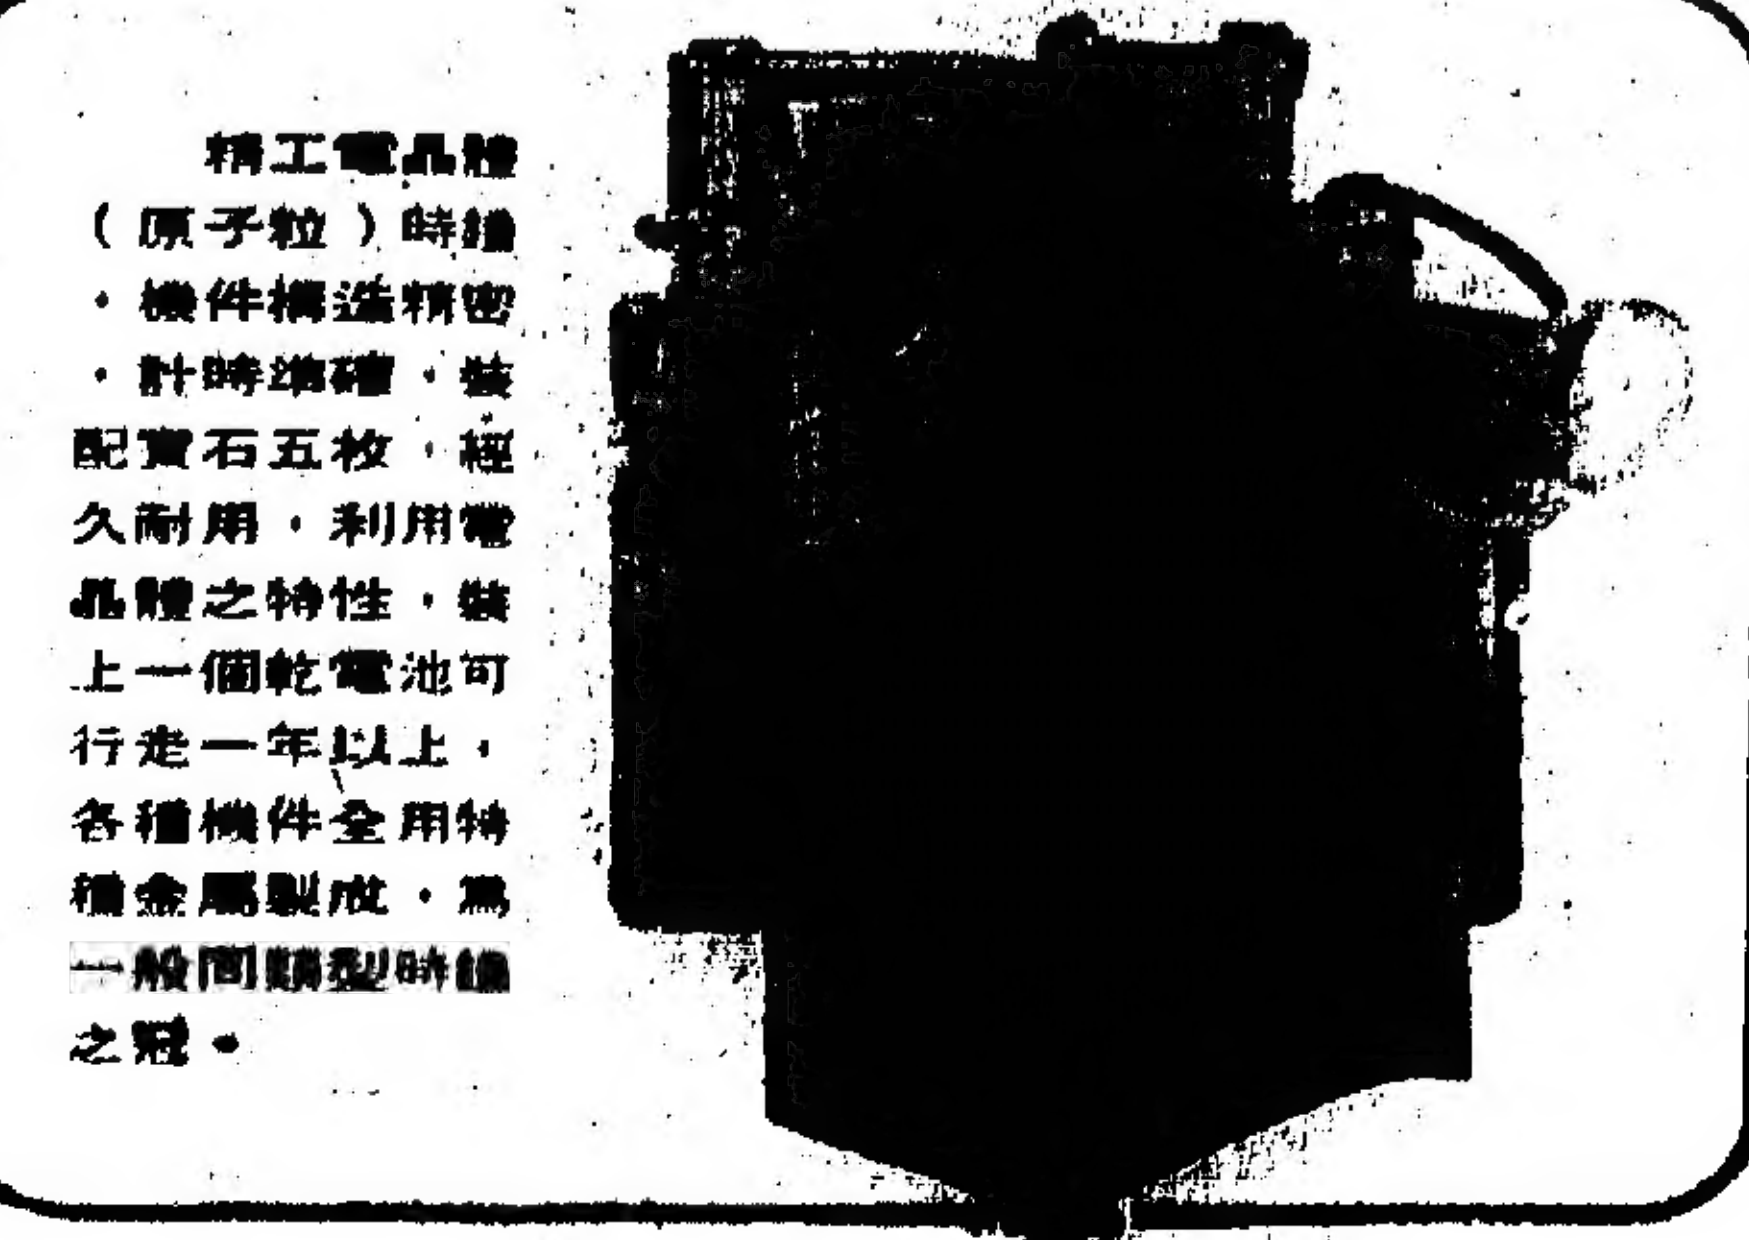 精工電晶體
（原子粒）時鐘
·機件構造精密
·計時準確·裝
配寶石五枚·經
久耐用·利用電
晶體之特性·裝
上一個乾電池可
行走一年以上·
各種機件全用特
種金屬製成·為
一般同類型時鐘
之冠·